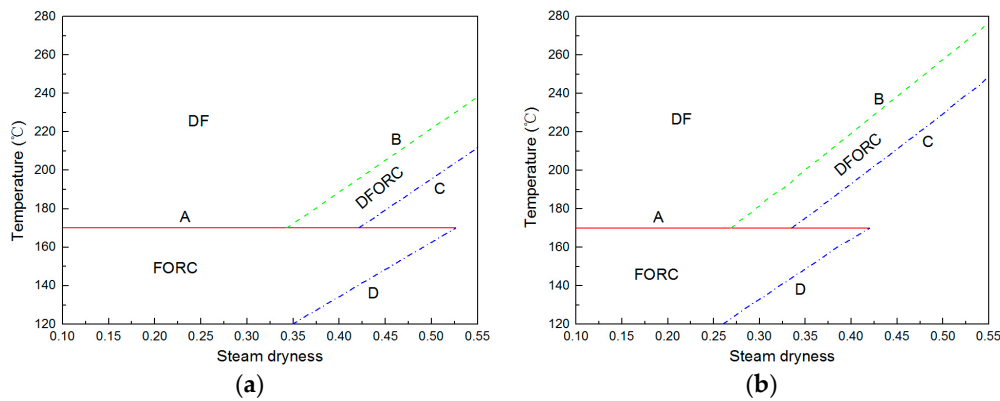 280
260
240
220
200
180
160
140
120
Temperature (℃)
DF
B
DFORC
C
A
FORC
D
0.10 0.15 0.20 0.25 0.30 0.35 0.40 0.45 0.50 0.55
Steam dryness
(a)
280
260
240
220
200
180
160
140
120
Temperature (℃)
DF
B
DFORC
C
A
FORC
D
0.10 0.15 0.20 0.25 0.30 0.35 0.40 0.45 0.50 0.55
Steam dryness
(b)